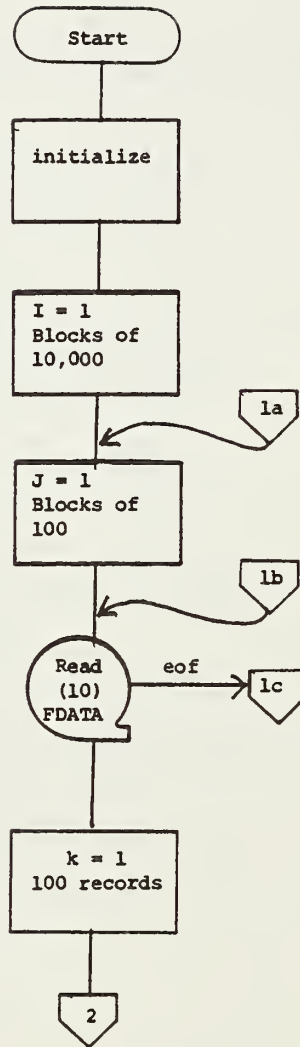 Start
initialize
I = 1
Blocks of
10,000
1a
J = 1
Blocks of
100
1b
Read
(10)
FDATA
eof
1c
k = 1
100 records
2